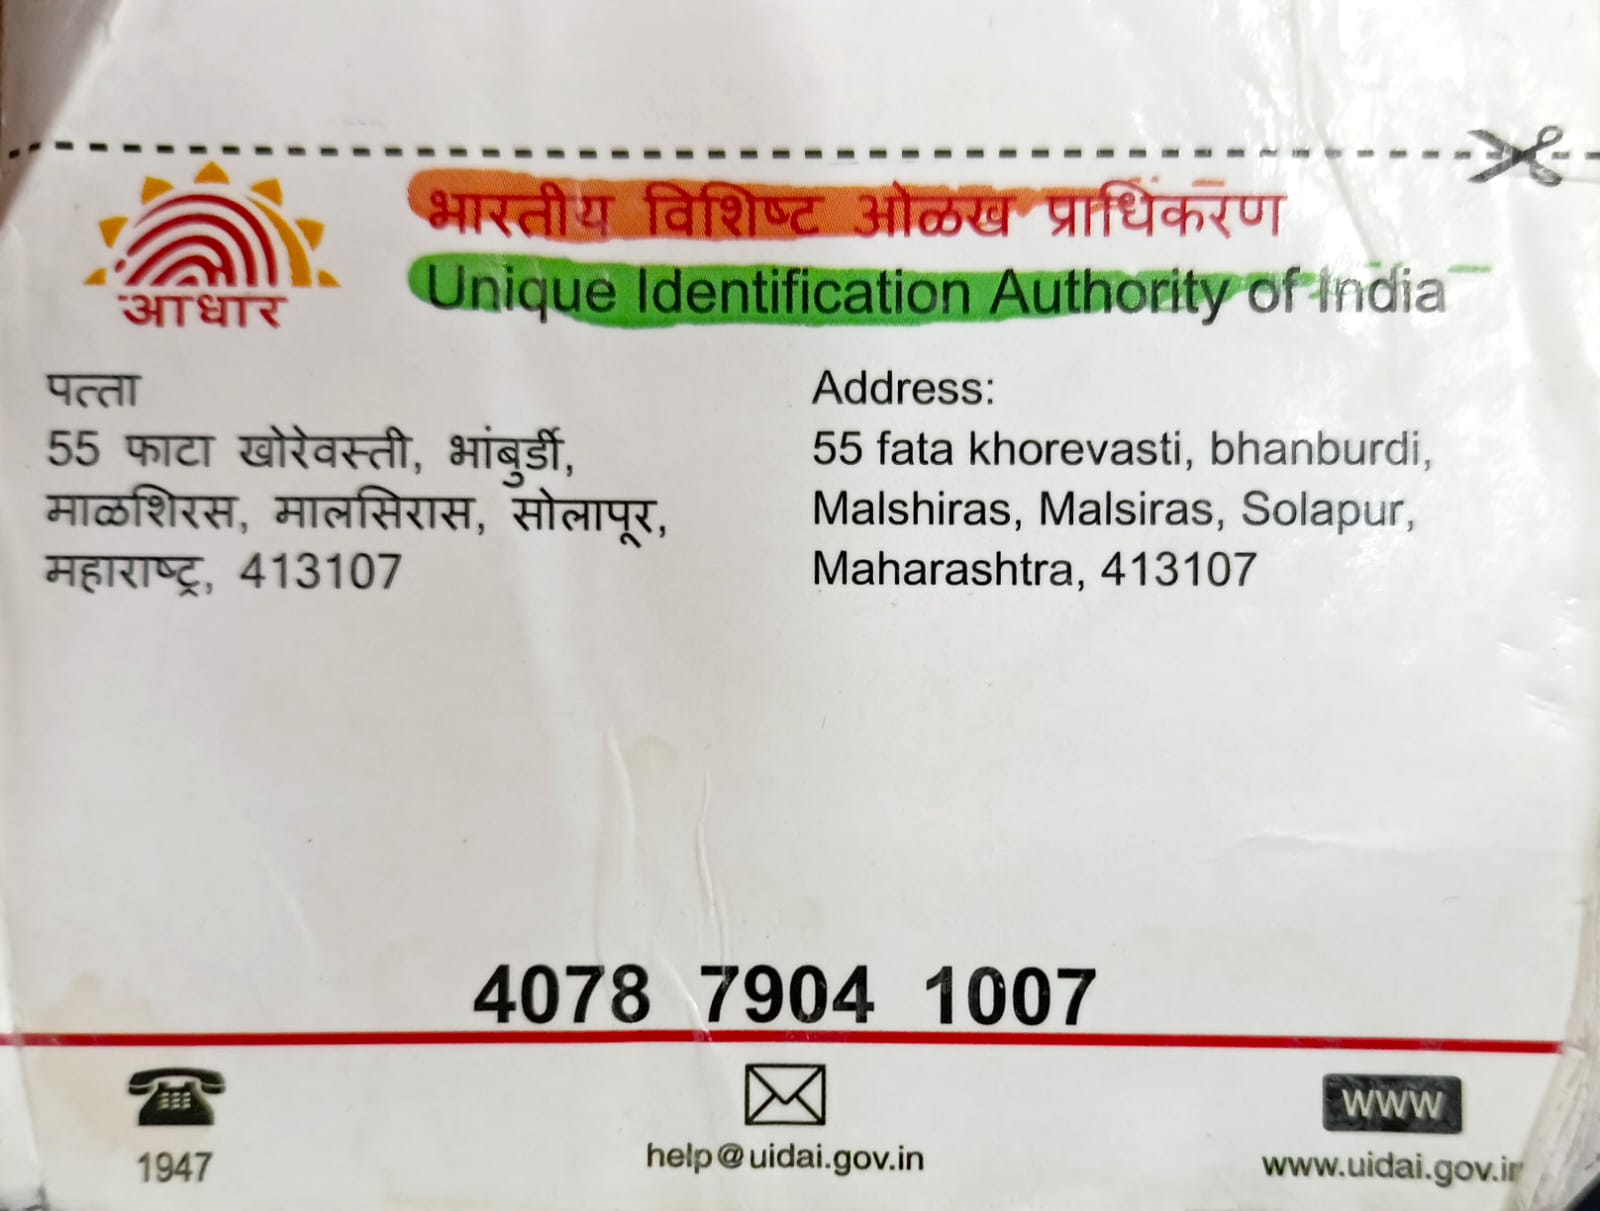 आधार
भारतीय विशिष्ट ओळख प्राधिकरण
Unique Identification Authority of India
पत्ता
55 फाटा खोरेवस्ती, भांबुर्डी,
माळशिरस, मालसिरास, सोलापूर,
महाराष्ट्र, 413107
Address:
55 fata khorevasti, bhanburdi,
Malshiras, Malsiras, Solapur,
Maharashtra, 413107
4078 7904 1007
1947
help@uidai.gov.in
www
www.uidai.gov.in